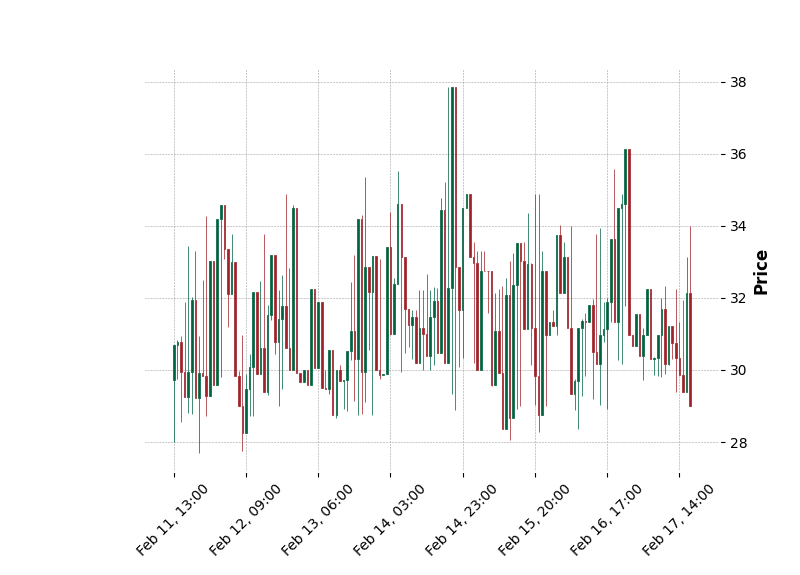 38
36
34
32
30
28
Price
Feb 11, 13:00
Feb 12, 09:00
Feb 13, 06:00
Feb 14, 03:00
Feb 14, 23:00
Feb 15, 20:00
Feb 16, 17:00
Feb 17, 14:00